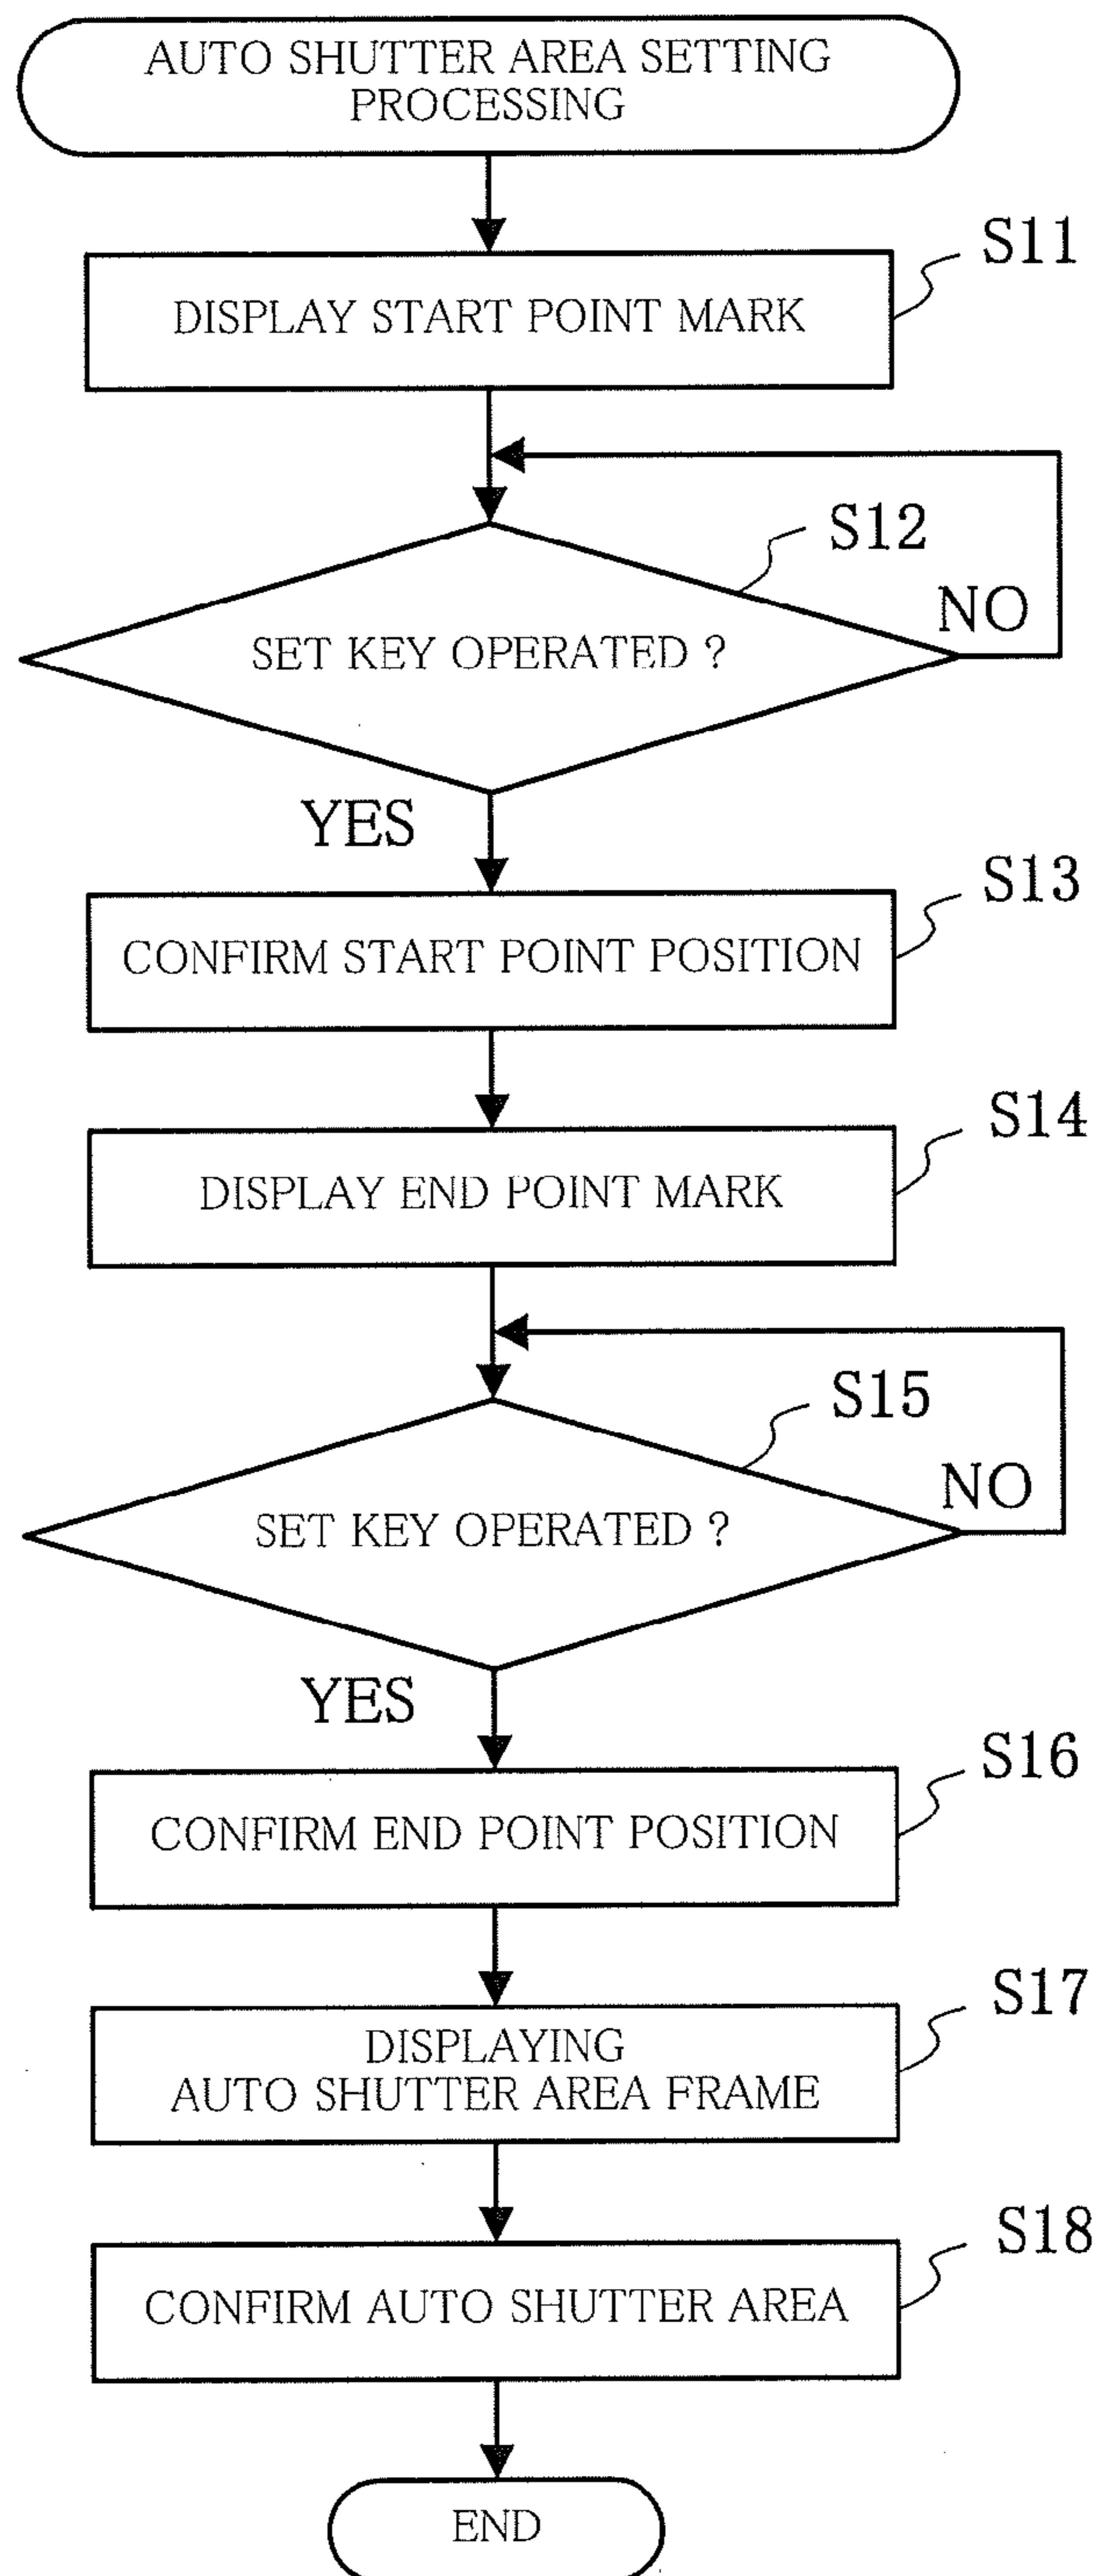 AUTO SHUTTER AREA SETTING
PROCESSING
S11
DISPLAY START POINT MARK
S12
NO
SET KEY OPERATED ?
YES
S13
CONFIRM START POINT POSITION
S14
DISPLAY END POINT MARK
S15
NO
SET KEY OPERATED ?
YES
S16
CONFIRM END POINT POSITION
S17
DISPLAYING
AUTO SHUTTER AREA FRAME
S18
CONFIRM AUTO SHUTTER AREA
END